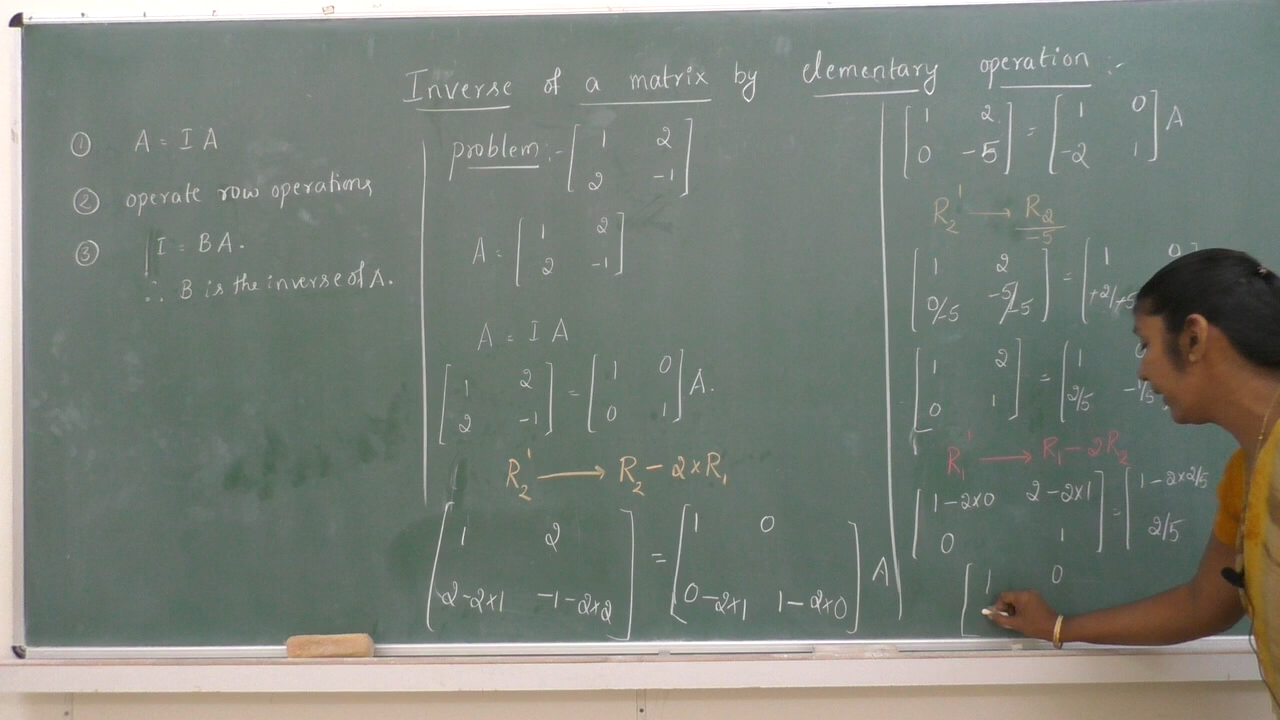 Inverse of a matrix by elementary operation :-
① A = I A
② operate row operations
③ I = BA.
∴ B is the inverse of A.
problem :- [ 1 2
2 -1 ]
A = [ 1 2
2 -1 ]
A = I A
[ 1 2 ] = [ 1 0 ] A.
[ 2 -1 ] [ 0 1 ]
R₂' → R₂ - 2×R₁
[ 1 2 ] = [ 1 0 ] A
[ 2-2×1 -1-2×2 ] [ 0-2×1 1-2×0 ]
[ 1 2 ] = [ 1 0 ] A
[ 0 -5 ] [ -2 1 ]
R₂' → R₂/-5
[ 1 2 ] = [ 1 0
[ 0/-5 -5/-5 ] [ +2/+5
[ 1 2 ] = [ 1 0
[ 0 1 ] [ 2/5 -1/5
R₁' → R₁ - 2R₂
[ 1-2×0 2-2×1 ] = [ 1-2×2/5
[ 0 1 ] [ 2/5
[ 1 0